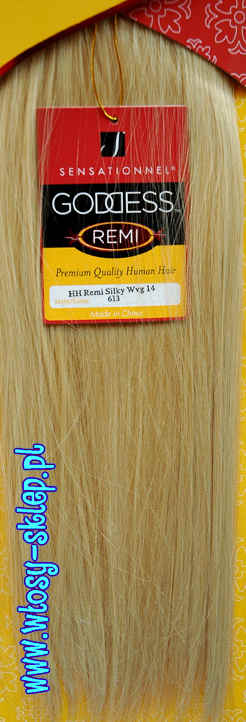 SENSATIONNEL®
GODDESS
REMI
Premium Quality Human Hair
HH Remi Silky Wvg 14
613
Made in China
www.włosy-sklep.pl